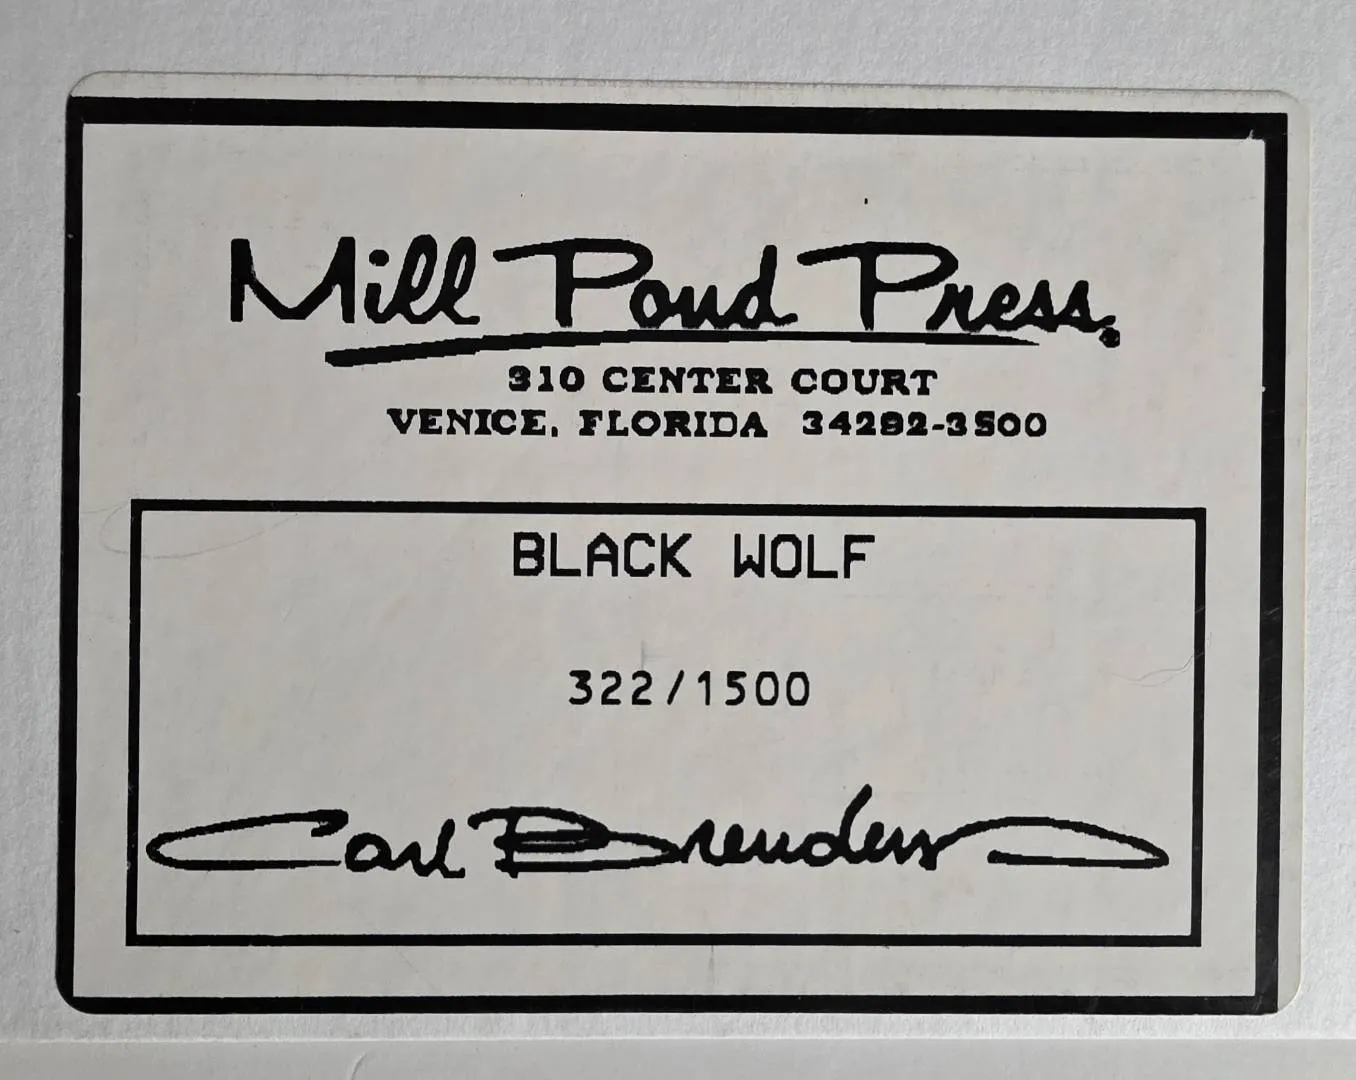 Mill Pond Press
310 CENTER COURT
VENICE, FLORIDA 34292-3500
BLACK WOLF
322/1500
Carl Brenders